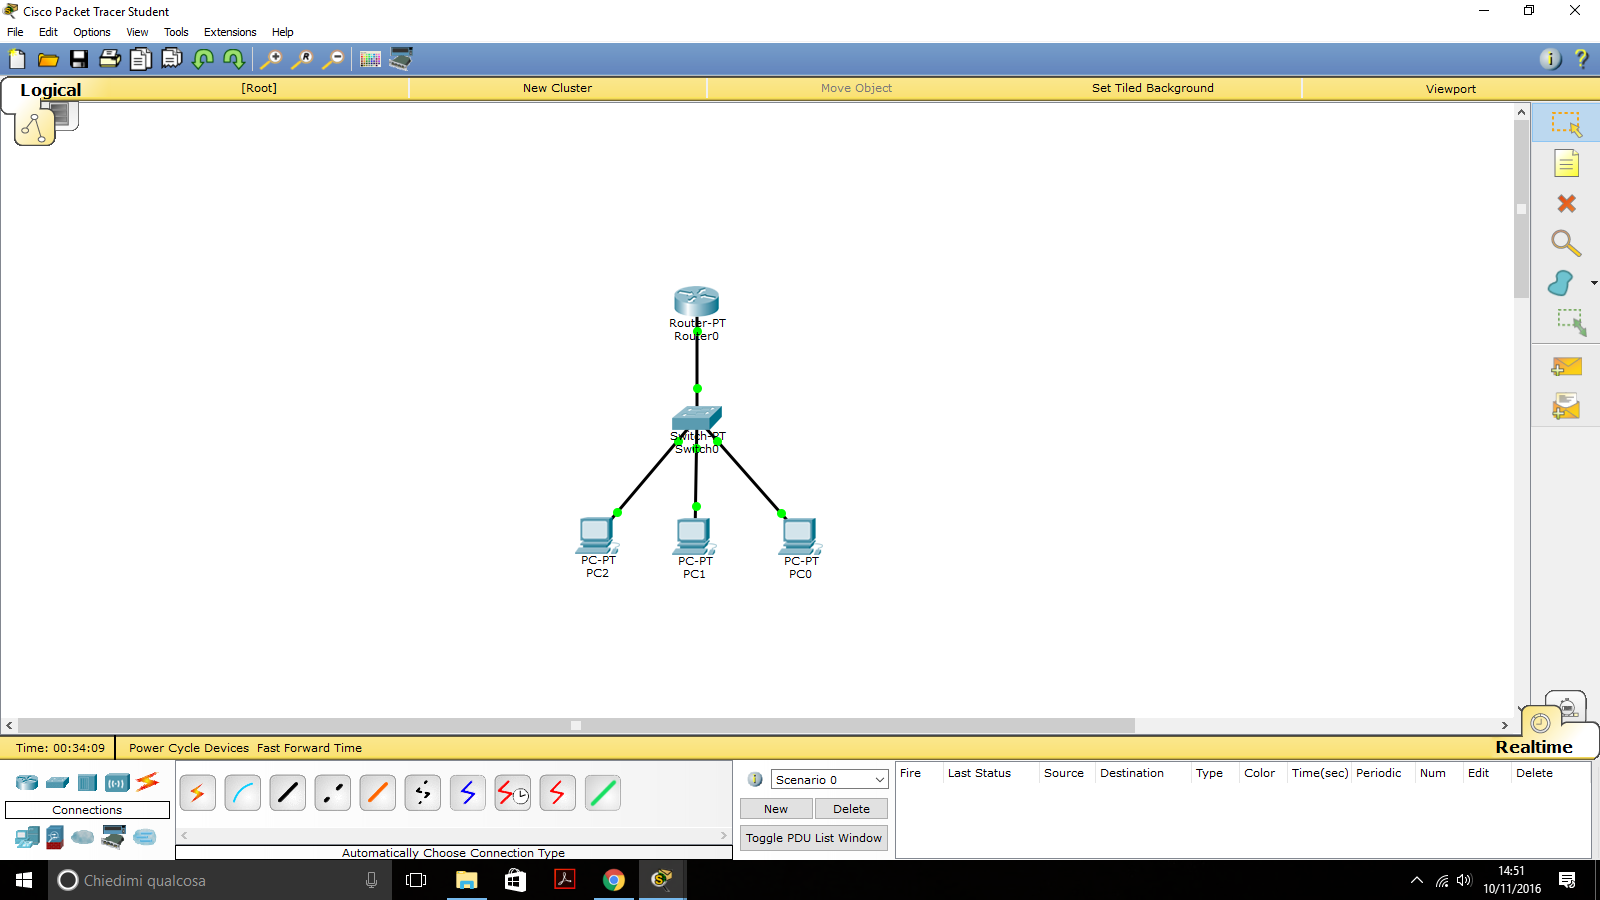 Cisco Packet Tracer Student
File Edit Options View Tools Extensions Help
Logical [Root] New Cluster Move Object Set Tiled Background Viewport
Router-PT
Router0
Switch-PT
Switch0
PC-PT PC-PT PC-PT
PC2 PC1 PC0
Time: 00:34:09 Power Cycle Devices Fast Forward Time Realtime
Connections
Automatically Choose Connection Type
Scenario 0
New Delete
Toggle PDU List Window
Fire Last Status Source Destination Type Color Time(sec) Periodic Num Edit Delete
Chiedimi qualcosa
14:51
10/11/2016